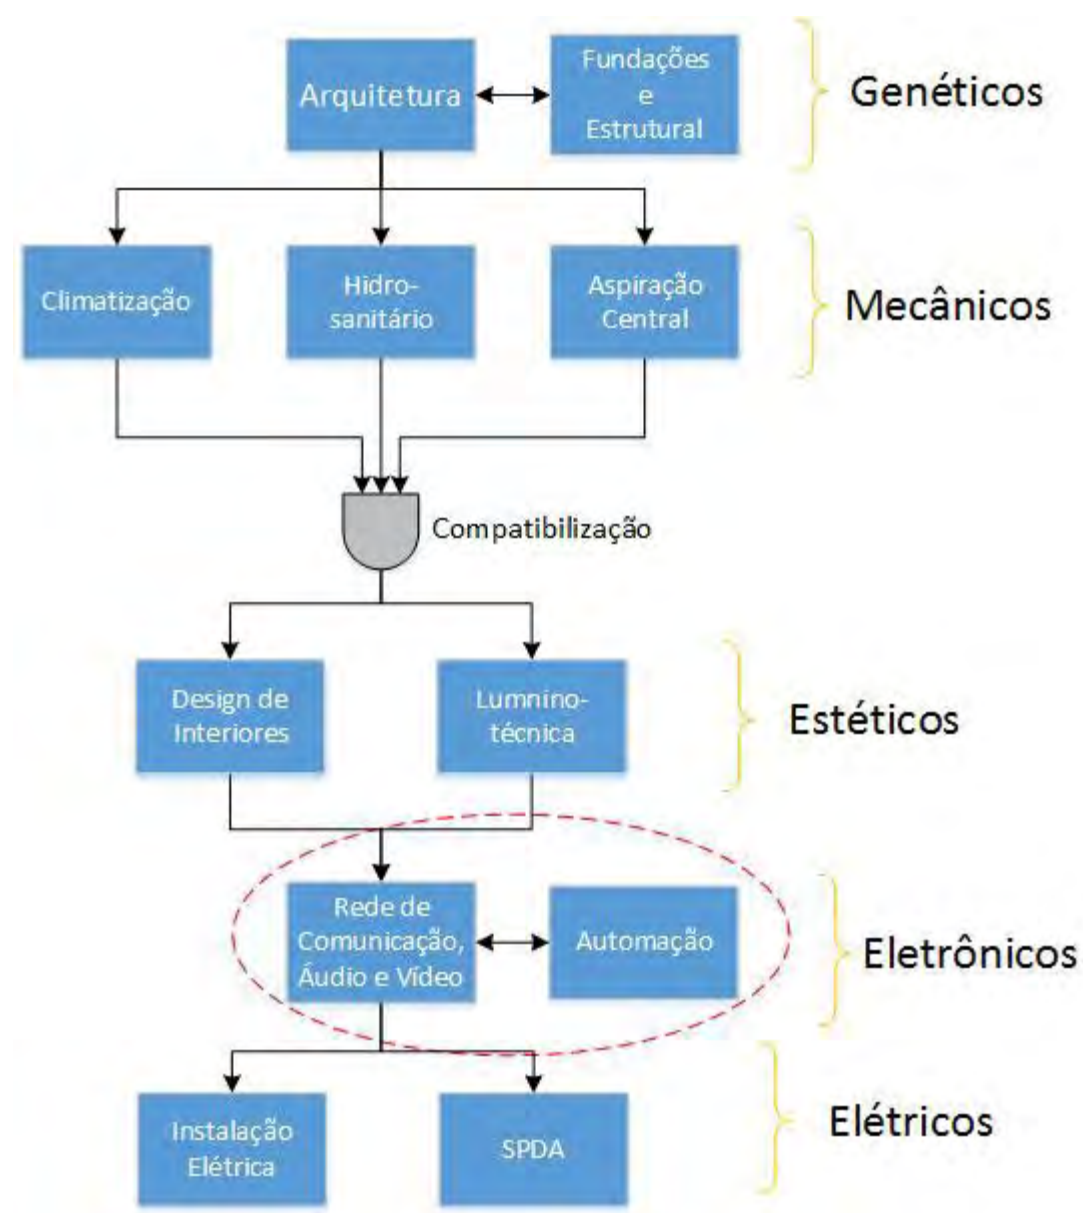 Arquitetura
Fundações
e
Estrutural
Genéticos
Climatização
Hidro-
sanitário
Aspiração
Central
Mecânicos
Compatibilização
Design de
Interiores
Lumnino-
técnica
Estéticos
Rede de
Comunicação,
Áudio e Vídeo
Automação
Eletrônicos
Instalação
Elétrica
SPDA
Elétricos